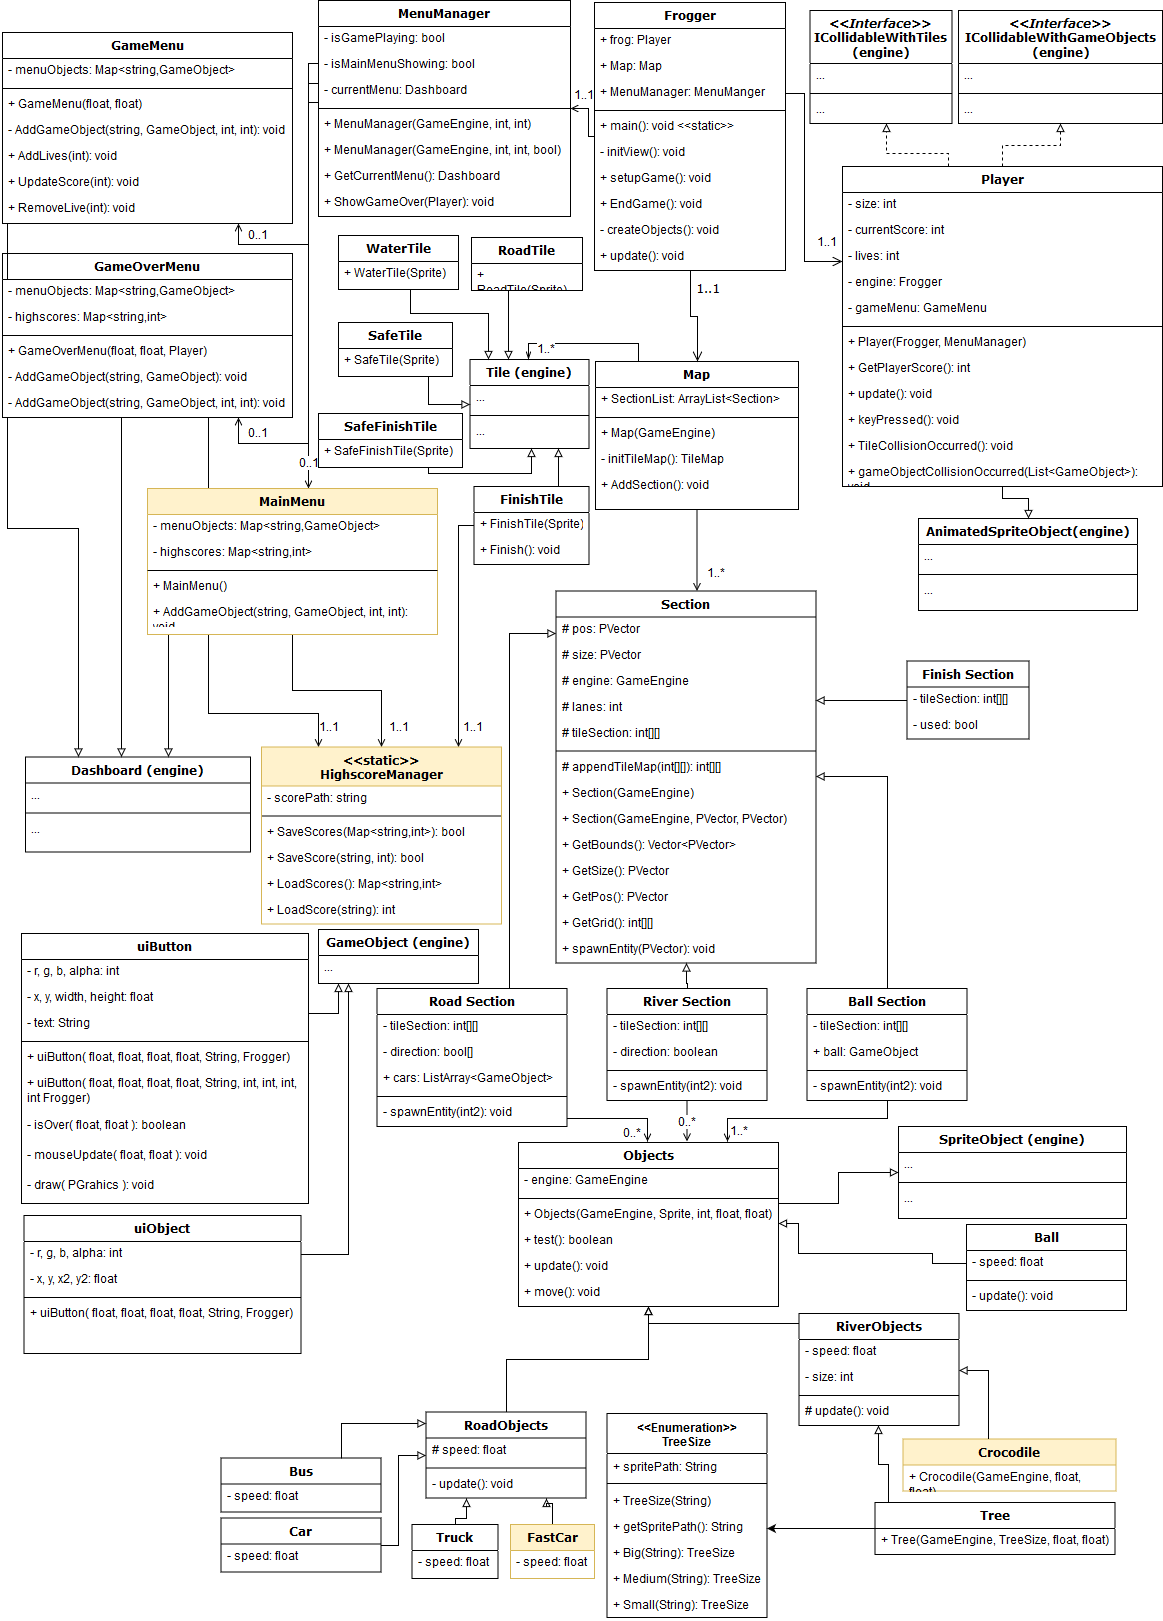 GameMenu
- menuObjects: Map<string,GameObject>
+ GameMenu(float, float)
- AddGameObject(string, GameObject, int, int): void
+ AddLives(int): void
+ UpdateScore(int): void
+ RemoveLive(int): void
MenuManager
- isGamePlaying: bool
- isMainMenuShowing: bool
- currentMenu: Dashboard
+ MenuManager(GameEngine, int, int)
+ MenuManager(GameEngine, int, int, bool)
+ GetCurrentMenu(): Dashboard
+ ShowGameOver(Player): void
Frogger
+ frog: Player
+ Map: Map
+ MenuManager: MenuManger
+ main(): void <<static>>
- initView(): void
+ setupGame(): void
+ EndGame(): void
- createObjects(): void
+ update(): void
1..1
<<Interface>>
ICollidableWithTiles
(engine)
...
...
<<Interface>>
ICollidableWithGameObjects
(engine)
...
...
Player
- size: int
- currentScore: int
- lives: int
- engine: Frogger
- gameMenu: GameMenu
+ Player(Frogger, MenuManager)
+ GetPlayerScore(): int
+ update(): void
+ keyPressed(): void
+ TileCollisionOccurred(): void
+ gameObjectCollisionOccurred(List<GameObject>):
void
1..1
0..1
GameOverMenu
- menuObjects: Map<string,GameObject>
- highscores: Map<string,int>
+ GameOverMenu(float, float, Player)
- AddGameObject(string, GameObject): void
- AddGameObject(string, GameObject, int, int): void
0..1
0..1
WaterTile
+ WaterTile(Sprite)
RoadTile
+
RoadTile(Sprite)
SafeTile
+ SafeTile(Sprite)
SafeFinishTile
+ SafeFinishTile(Sprite)
Tile (engine)
...
...
1..*
1..1
Map
+ SectionList: ArrayList<Section>
+ Map(GameEngine)
- initTileMap(): TileMap
+ AddSection(): void
FinishTile
+ FinishTile(Sprite)
+ Finish(): void
AnimatedSpriteObject(engine)
...
...
MainMenu
- menuObjects: Map<string,GameObject>
- highscores: Map<string,int>
+ MainMenu()
+ AddGameObject(string, GameObject, int, int):
void
1..*
Section
# pos: PVector
# size: PVector
# engine: GameEngine
# lanes: int
# tileSection: int[][]
# appendTileMap(int[][]): int[][]
+ Section(GameEngine)
+ Section(GameEngine, PVector, PVector)
+ GetBounds(): Vector<PVector>
+ GetSize(): PVector
+ GetPos(): PVector
+ GetGrid(): int[][]
+ spawnEntity(PVector): void
Finish Section
- tileSection: int[][]
- used: bool
1..1
1..1
1..1
Dashboard (engine)
...
...
<<static>>
HighscoreManager
- scorePath: string
+ SaveScores(Map<string,int>): bool
+ SaveScore(string, int): bool
+ LoadScores(): Map<string,int>
+ LoadScore(string): int
uiButton
- r, g, b, alpha: int
- x, y, width, height: float
- text: String
+ uiButton( float, float, float, float, String, Frogger)
+ uiButton( float, float, float, float, String, int, int, int,
int Frogger)
- isOver( float, float ): boolean
- mouseUpdate( float, float ): void
- draw( PGrahics ): void
GameObject (engine)
...
Road Section
- tileSection: int[][]
- direction: bool[]
+ cars: ListArray<GameObject>
- spawnEntity(int2): void
River Section
- tileSection: int[][]
- direction: boolean
- spawnEntity(int2): void
Ball Section
- tileSection: int[][]
+ ball: GameObject
- spawnEntity(int2): void
0..*
0..*
1..*
Objects
- engine: GameEngine
+ Objects(GameEngine, Sprite, int, float, float)
+ test(): boolean
+ update(): void
+ move(): void
SpriteObject (engine)
...
...
Ball
- speed: float
- update(): void
uiObject
- r, g, b, alpha: int
- x, y, x2, y2: float
+ uiButton( float, float, float, float, String, Frogger)
RiverObjects
- speed: float
- size: int
# update(): void
RoadObjects
# speed: float
- update(): void
<<Enumeration>>
TreeSize
+ spritePath: String
+ TreeSize(String)
+ getSpritePath(): String
+ Big(String): TreeSize
+ Medium(String): TreeSize
+ Small(String): TreeSize
Crocodile
+ Crocodile(GameEngine, float,
float)
Tree
+ Tree(GameEngine, TreeSize, float, float)
Bus
- speed: float
Car
- speed: float
Truck
- speed: float
FastCar
- speed: float